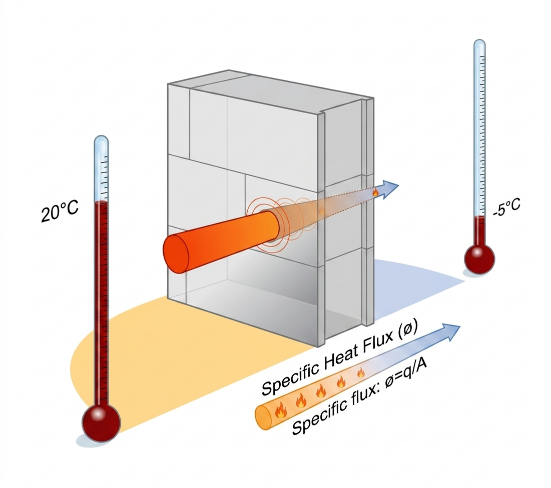 20°C
-5°C
Specific Heat Flux (ø)
Specific flux: ø=q/A